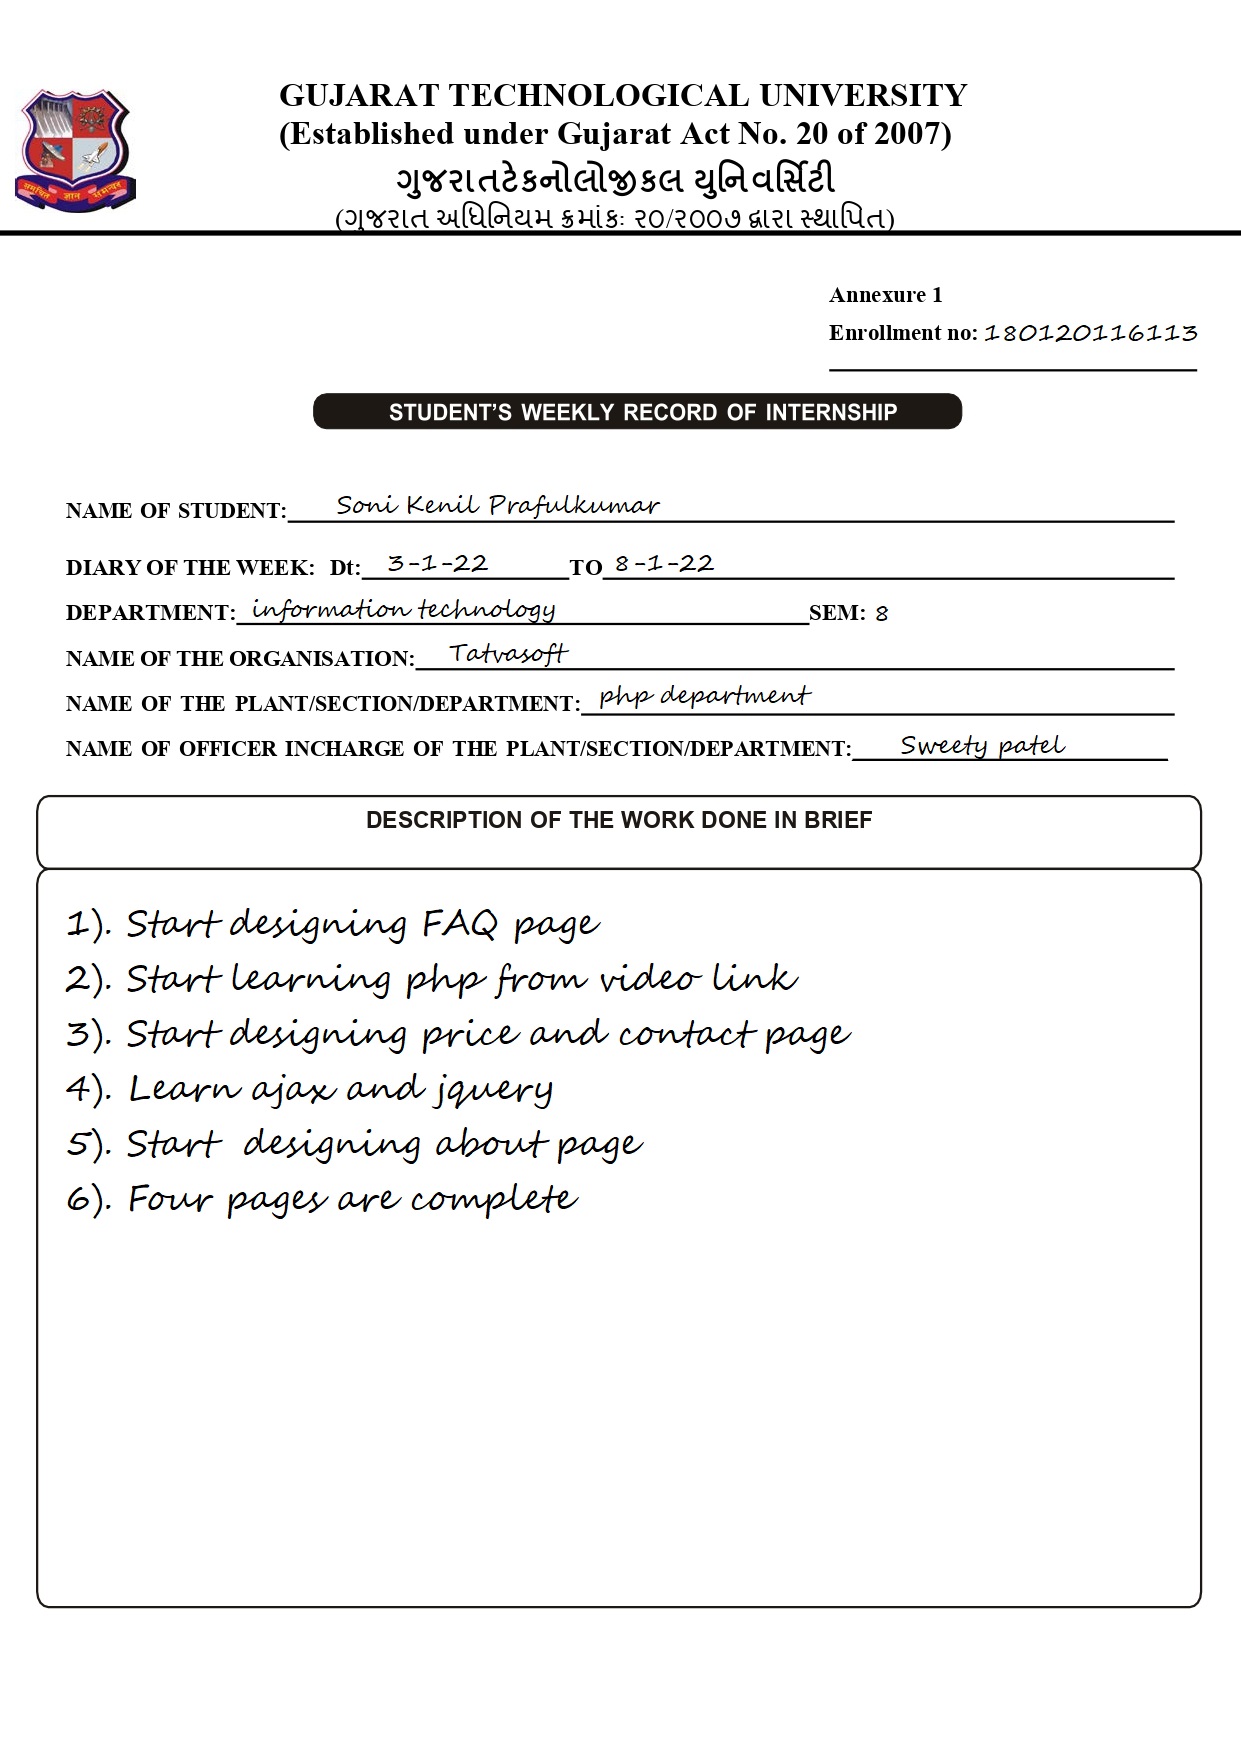 GUJARAT TECHNOLOGICAL UNIVERSITY
(Established under Gujarat Act No. 20 of 2007)
ગુજરાતટેકનોલોજીકલ યુનિવર્સિટી
(ગુજરાત અધિનિયમ ક્રમાંકઃ ૨૦/૨૦૦૭ દ્વારા સ્થાપિત)
समुचित ज्ञान समन्वय
Annexure 1
Enrollment no: 180120116113
STUDENT’S WEEKLY RECORD OF INTERNSHIP
NAME OF STUDENT: Soni Kenil Prafulkumar
DIARY OF THE WEEK: Dt: 3-1-22 TO 8-1-22
DEPARTMENT: information technology SEM: 8
NAME OF THE ORGANISATION: Tatvasoft
NAME OF THE PLANT/SECTION/DEPARTMENT: php department
NAME OF OFFICER INCHARGE OF THE PLANT/SECTION/DEPARTMENT: Sweety patel
DESCRIPTION OF THE WORK DONE IN BRIEF
1). Start designing FAQ page
2). Start learning php from video link
3). Start designing price and contact page
4). Learn ajax and jquery
5). Start designing about page
6). Four pages are complete